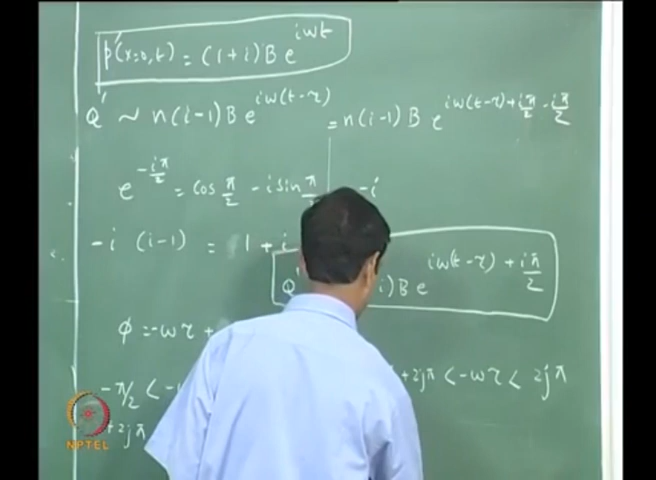 p'(x=0,t) = (1+i) B e^{iωt}
Q' ~ n(i-1) B e^{iω(t-τ)} = n(i-1) B e^{iω(t-τ) + iπ/2 - iπ/2}
e^{-iπ/2} = cos π/2 - i sin π/2 -i
-i (i-1) = 1 + i
Q' i) B e^{iω(t-τ) + iπ/2}
φ = -ωτ +
-π/2 < -ω + 2jπ < -ωτ < 2jπ
+ 2jπ
NPTEL